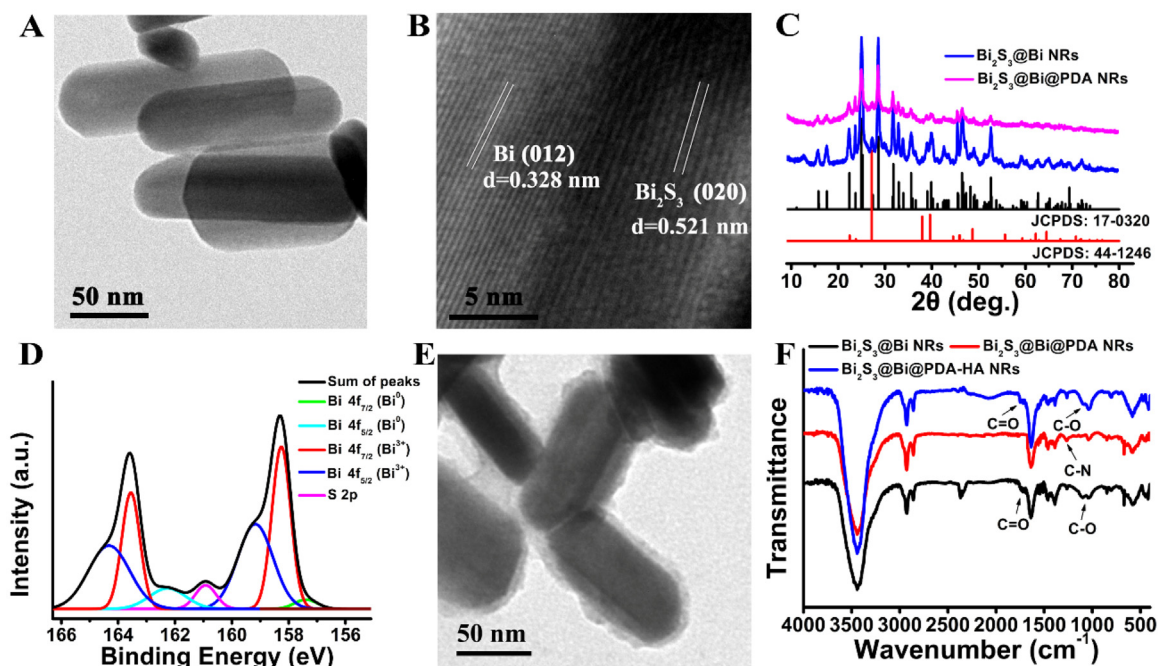 A
50 nm
B
Bi (012)
d=0.328 nm
Bi₂S₃ (020)
d=0.521 nm
5 nm
C
Bi₂S₃@Bi NRs
Bi₂S₃@Bi@PDA NRs
JCPDS: 17-0320
JCPDS: 44-1246
10 20 30 40 50 60 70 80
2θ (deg.)
D
Intensity (a.u.)
Sum of peaks
Bi 4f₇/₂ (Bi⁰)
Bi 4f₅/₂ (Bi⁰)
Bi 4f₇/₂ (Bi³⁺)
Bi 4f₅/₂ (Bi³⁺)
S 2p
166 164 162 160 158 156
Binding Energy (eV)
E
50 nm
F
Bi₂S₃@Bi NRs Bi₂S₃@Bi@PDA NRs
Bi₂S₃@Bi@PDA-HA NRs
Transmittance
C=O
C-O
C-N
C=O
C-O
4000 3000 2500 2000 1500 1000 500
Wavenumber (cm⁻¹)